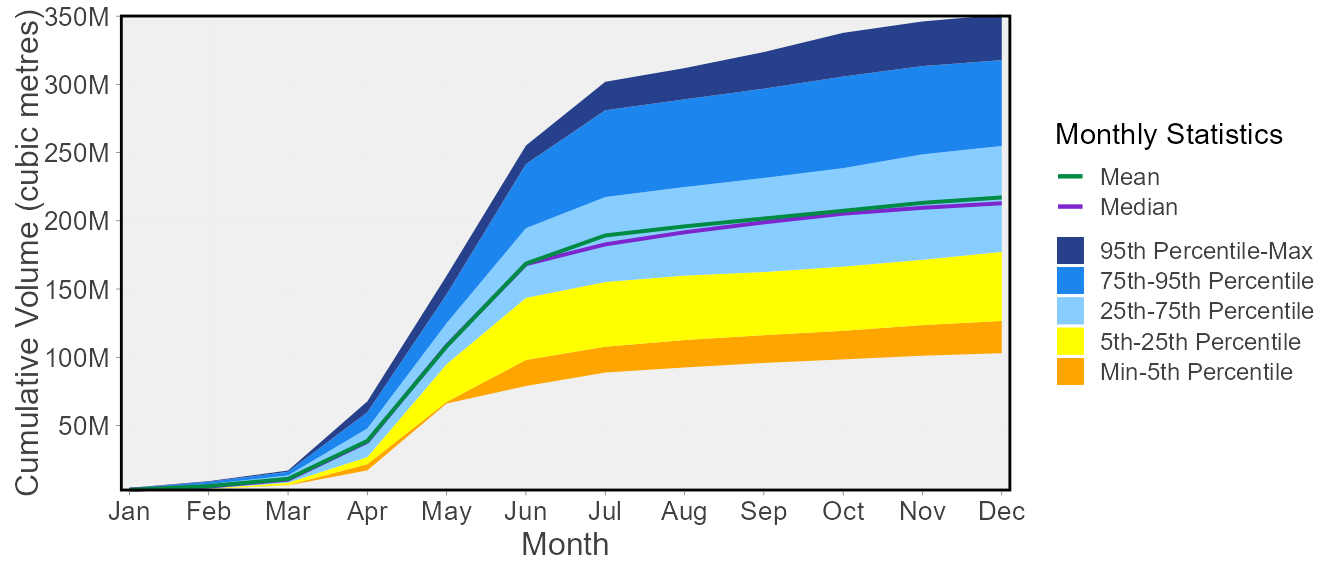 Cumulative Volume (cubic metres)
350M
300M
250M
200M
150M
100M
50M
Jan Feb Mar Apr May Jun Jul Aug Sep Oct Nov Dec
Month
Monthly Statistics
Mean
Median
95th Percentile-Max
75th-95th Percentile
25th-75th Percentile
5th-25th Percentile
Min-5th Percentile